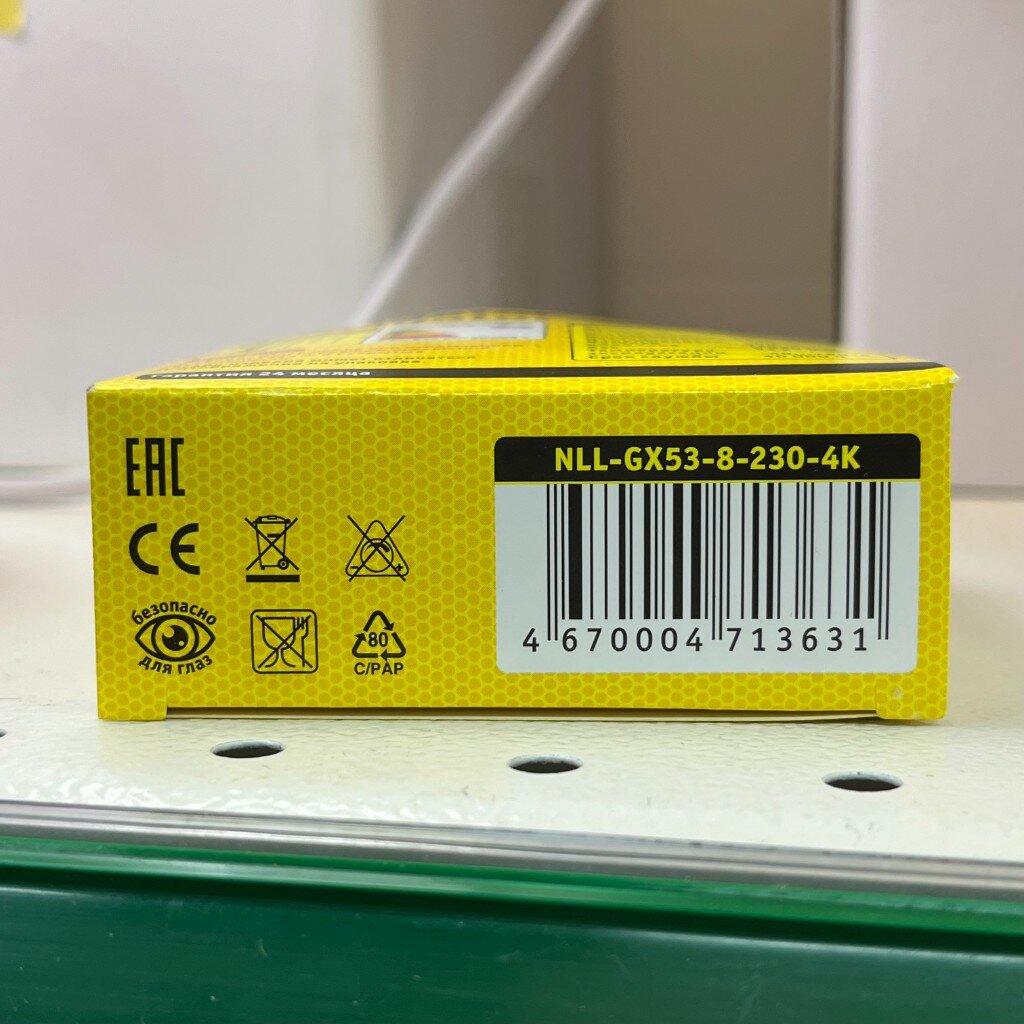 Гарантия 24 месяца
EAC
CE
безопасно
для глаз
80
C/PAP
NLL-GX53-8-230-4K
4 670004 713631